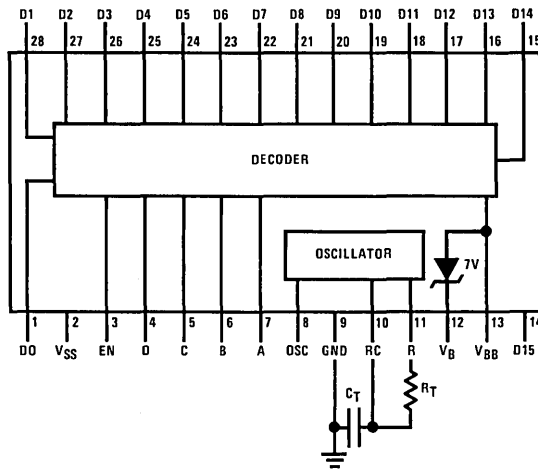 D1 D2 D3 D4 D5 D6 D7 D8 D9 D10 D11 D12 D13 D14
28 27 26 25 24 23 22 21 20 19 18 17 16 15
DECODER
OSCILLATOR
7V
1 2 3 4 5 6 7 8 9 10 11 12 13 14
DO VSS EN D C B A OSC GND RC R VB VBB D15
CT
RT